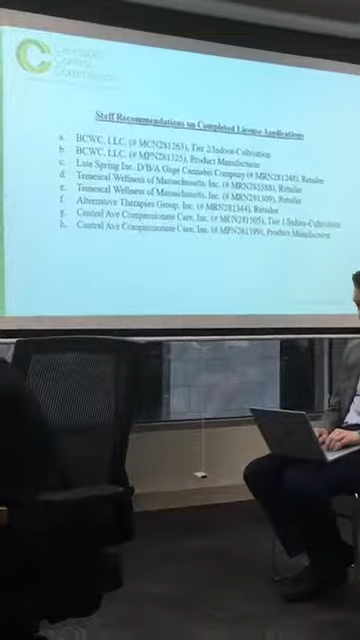 Cannabis
Control
Commission
Staff Recommendations on Completed License Applications
a. BCWC, LLC. (# MCN281263), Tier 2/Indoor-Cultivation
b. BCWC, LLC. (# MPN281325), Product Manufacturer
c. Late Spring Inc. D/B/A Gage Cannabis Company (# MRN281248), Retailer
d. Temescal Wellness of Massachusetts, Inc. (# MRN281588), Retailer
e. Temescal Wellness of Massachusetts, Inc. (# MRN281309), Retailer
f. Alternative Therapies Group, Inc. (# MRN281344), Retailer
g. Central Ave Compassionate Care, Inc. (# MCN281505), Tier 1/Indoor-Cultivation
h. Central Ave Compassionate Care, Inc. (# MPN281399), Product Manufacturer